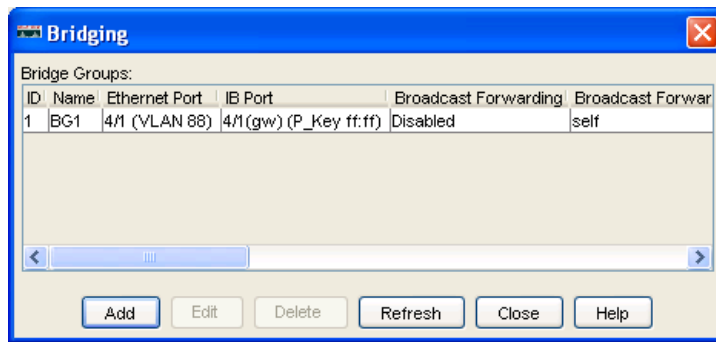 Bridging
Bridge Groups:
ID Name Ethernet Port IB Port Broadcast Forwarding Broadcast Forwar
1 BG1 4/1 (VLAN 88) 4/1(gw) (P_Key ff:ff) Disabled self
Add Edit Delete Refresh Close Help